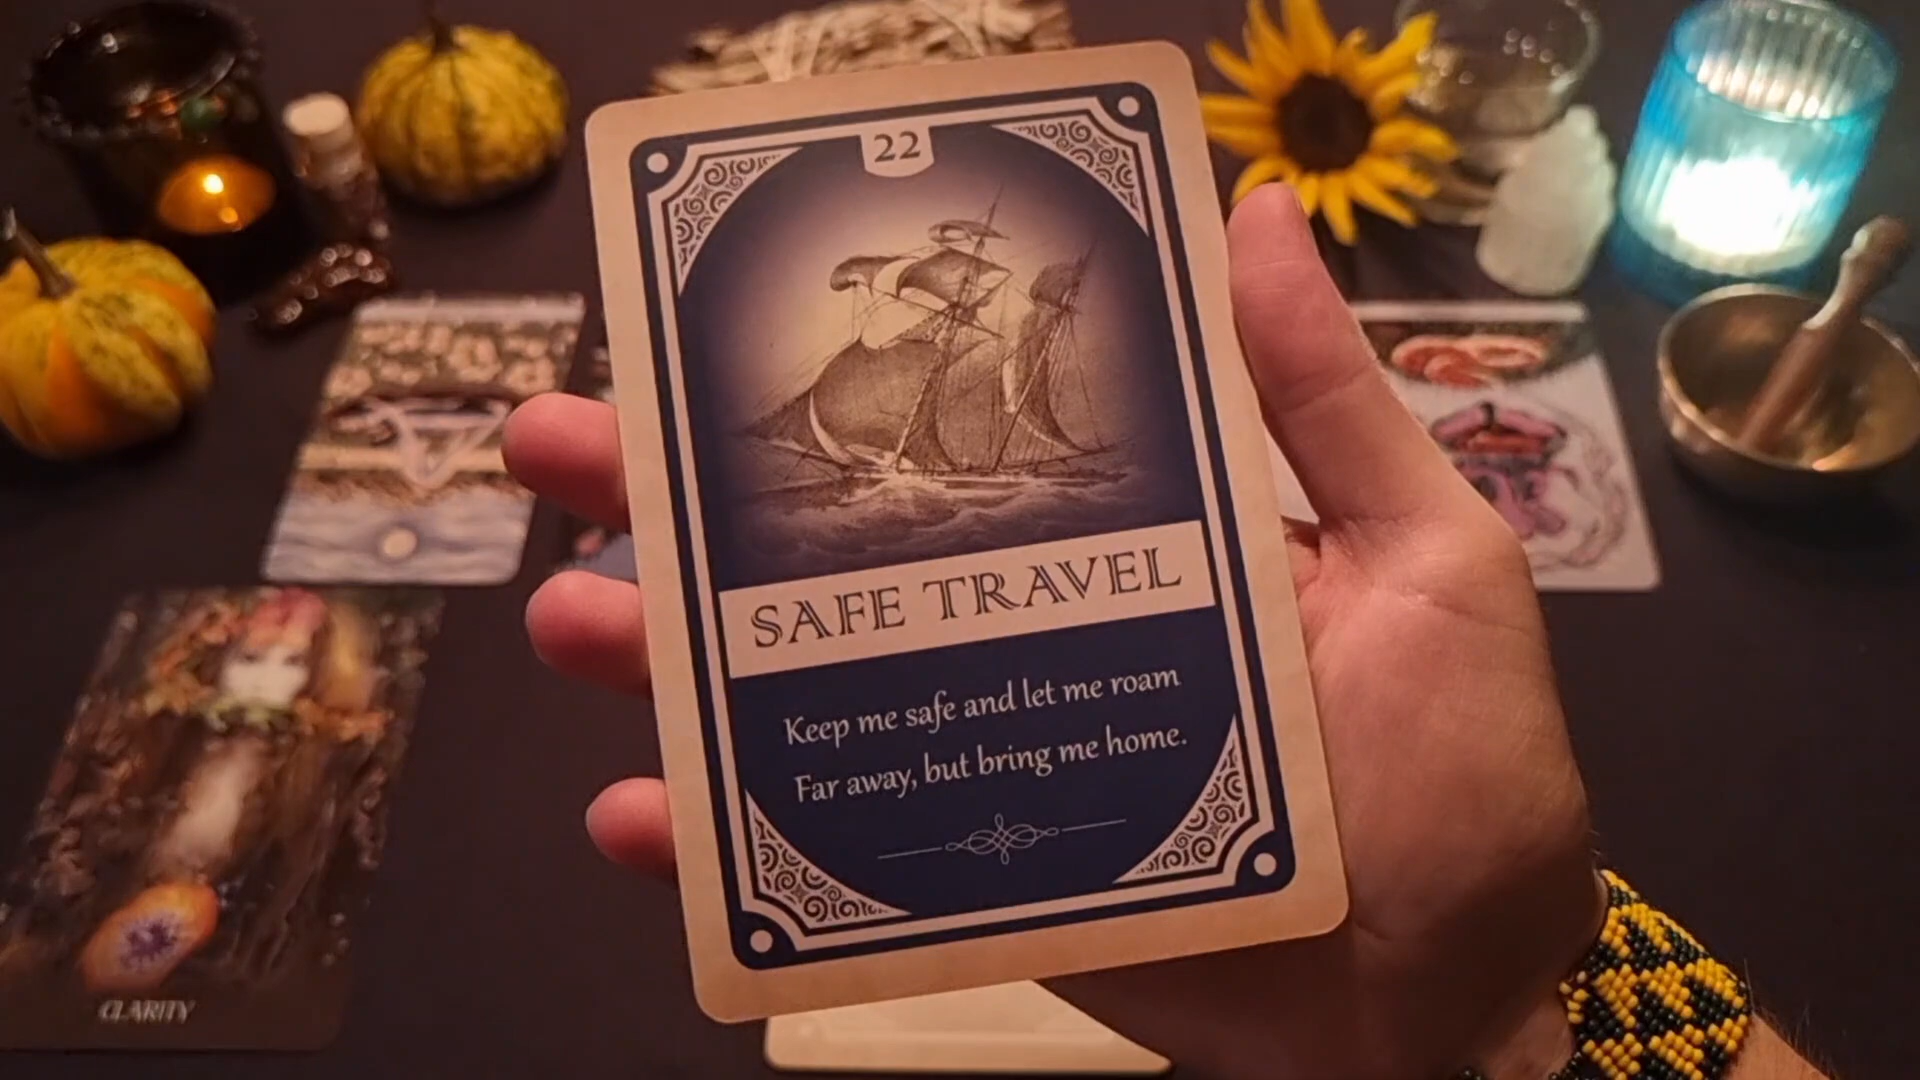 22
SAFE TRAVEL
Keep me safe and let me roam
Far away, but bring me home.
CLARITY